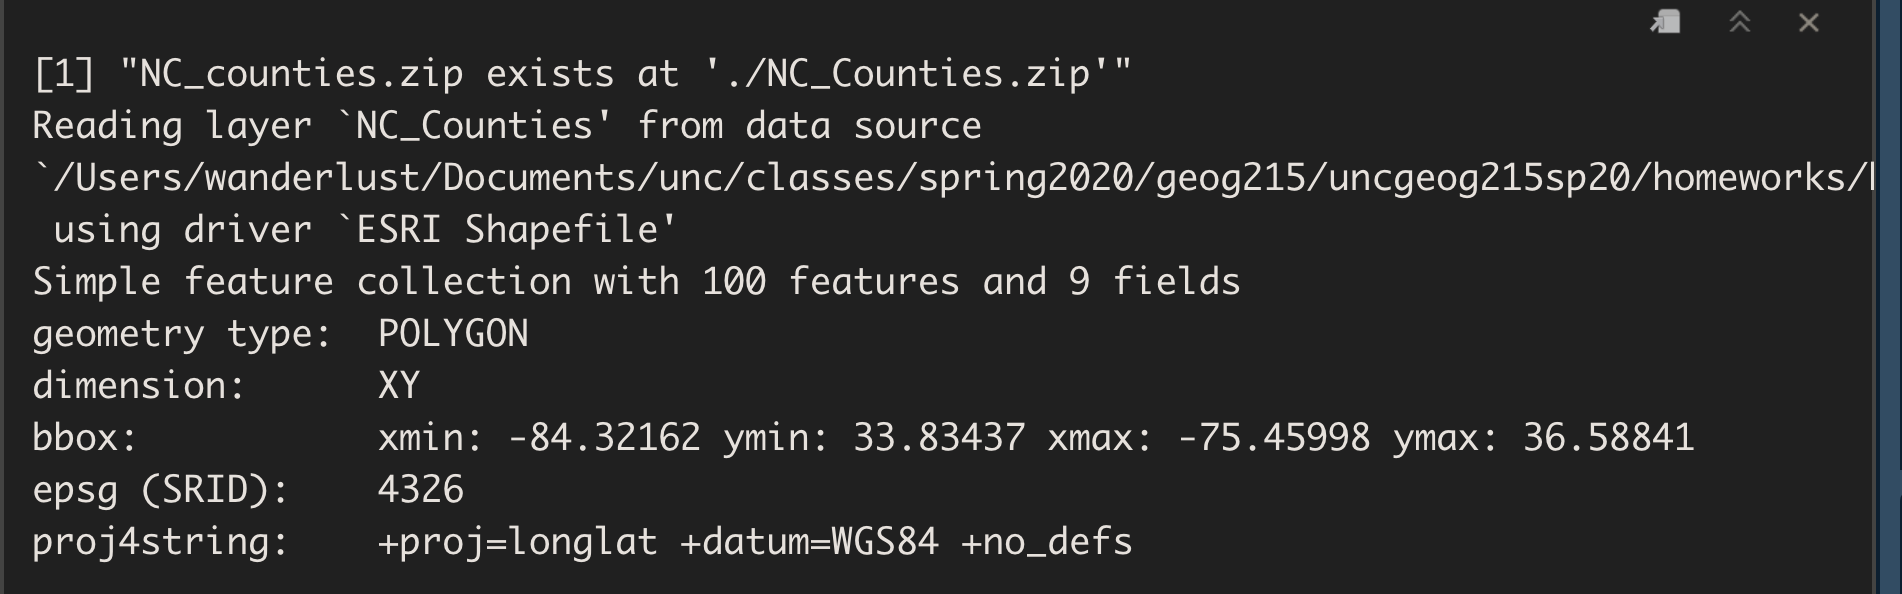 [1] "NC_counties.zip exists at './NC_Counties.zip'"
Reading layer `NC_Counties' from data source
`/Users/wanderlust/Documents/unc/classes/spring2020/geog215/uncgeog215sp20/homeworks/
 using driver `ESRI Shapefile'
Simple feature collection with 100 features and 9 fields
geometry type:  POLYGON
dimension:      XY
bbox:           xmin: -84.32162 ymin: 33.83437 xmax: -75.45998 ymax: 36.58841
epsg (SRID):    4326
proj4string:    +proj=longlat +datum=WGS84 +no_defs